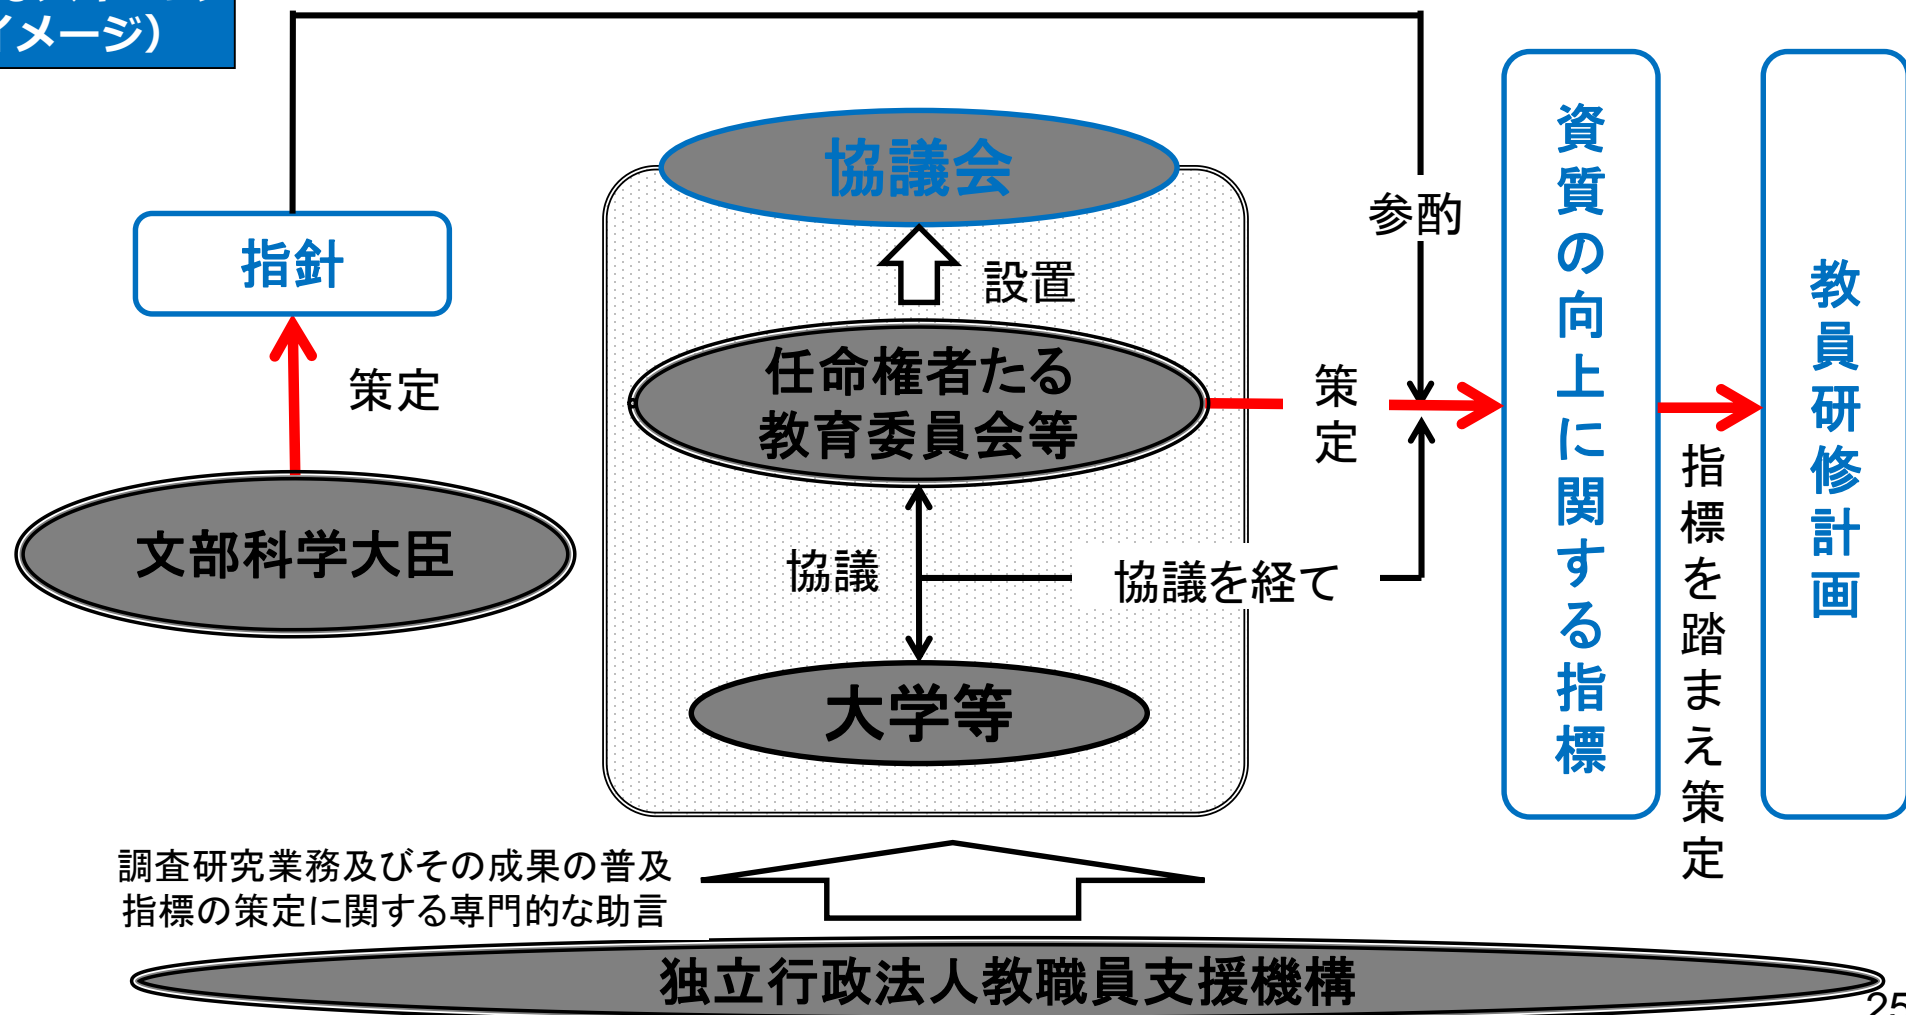 イメージ）
協議会
参酌
指針
設置
任命権者たる
教育委員会等
策定
策定
資質の向上に関する指標
教員研修計画
指標を踏まえ策定
文部科学大臣
協議
協議を経て
大学等
調査研究業務及びその成果の普及
指標の策定に関する専門的な助言
独立行政法人教職員支援機構
25